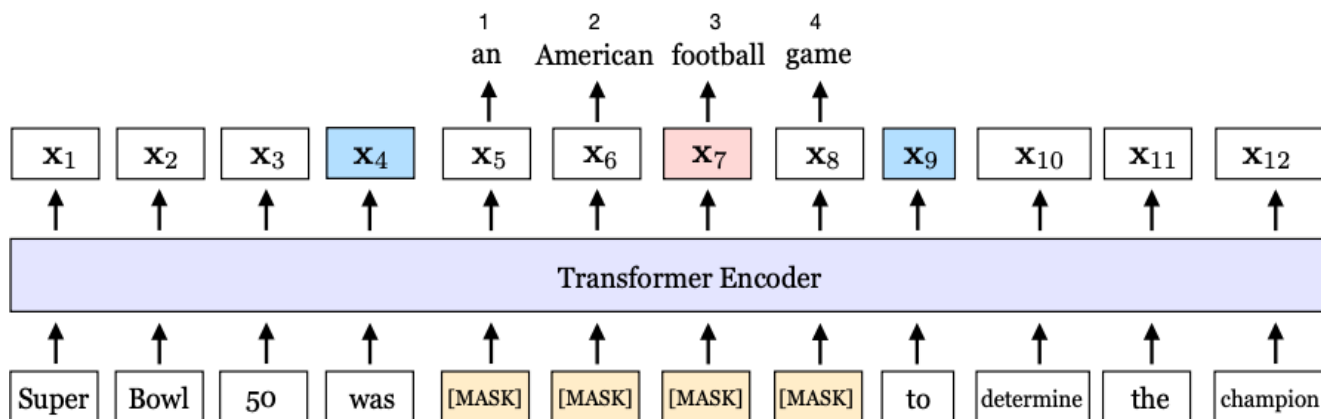 1 2 3 4
an American football game
x₁ x₂ x₃ x₄ x₅ x₆ x₇ x₈ x₉ x₁₀ x₁₁ x₁₂
Transformer Encoder
Super Bowl 50 was [MASK] [MASK] [MASK] [MASK] to determine the champion